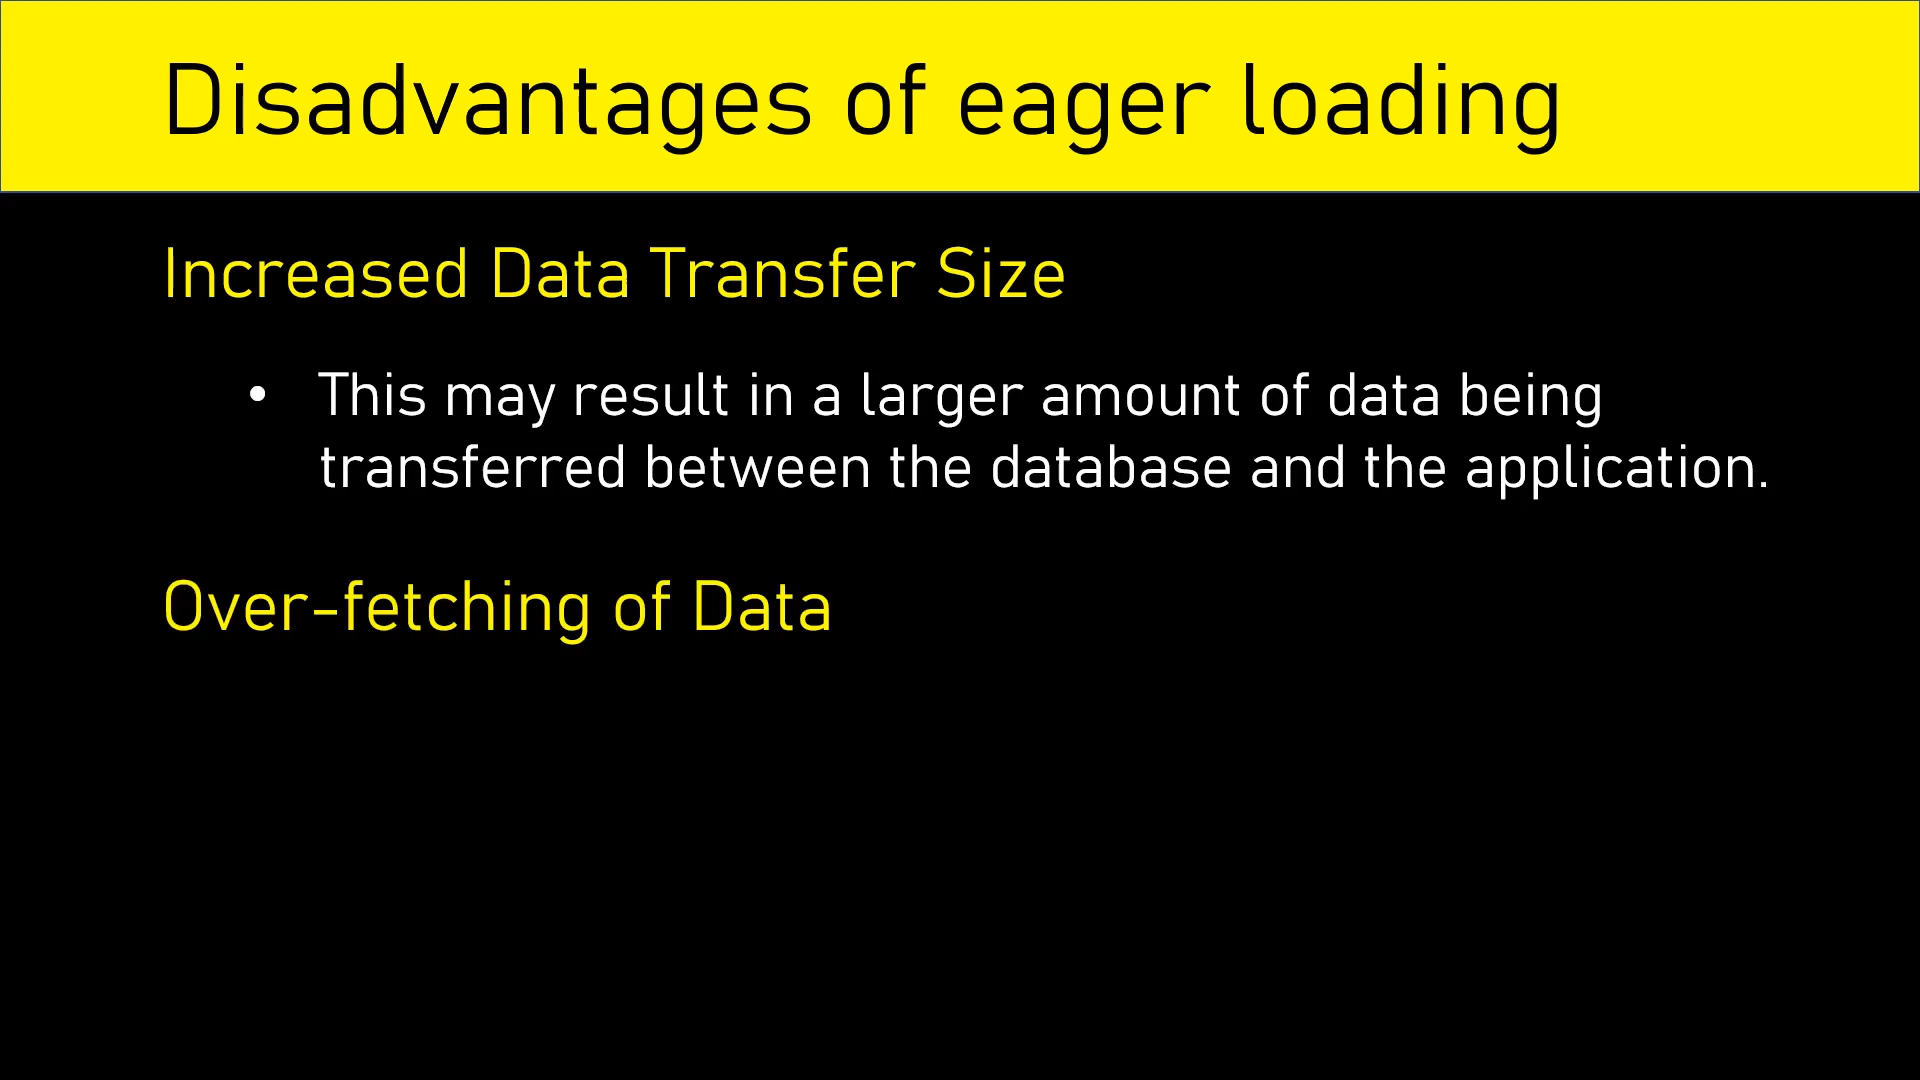 Disadvantages of eager loading
Increased Data Transfer Size
• This may result in a larger amount of data being
transferred between the database and the application.
Over-fetching of Data